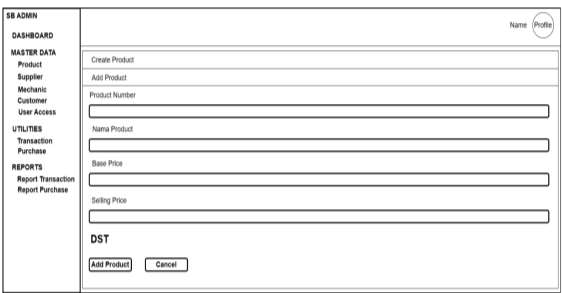 SB ADMIN
Name
Profile
DASHBOARD
MASTER DATA
Product
Supplier
Mechanic
Customer
User Access
UTILITIES
Transaction
Purchase
REPORTS
Report Transaction
Report Purchase
Create Product
Add Product
Product Number
Nama Product
Base Price
Selling Price
DST
Add Product
Cancel